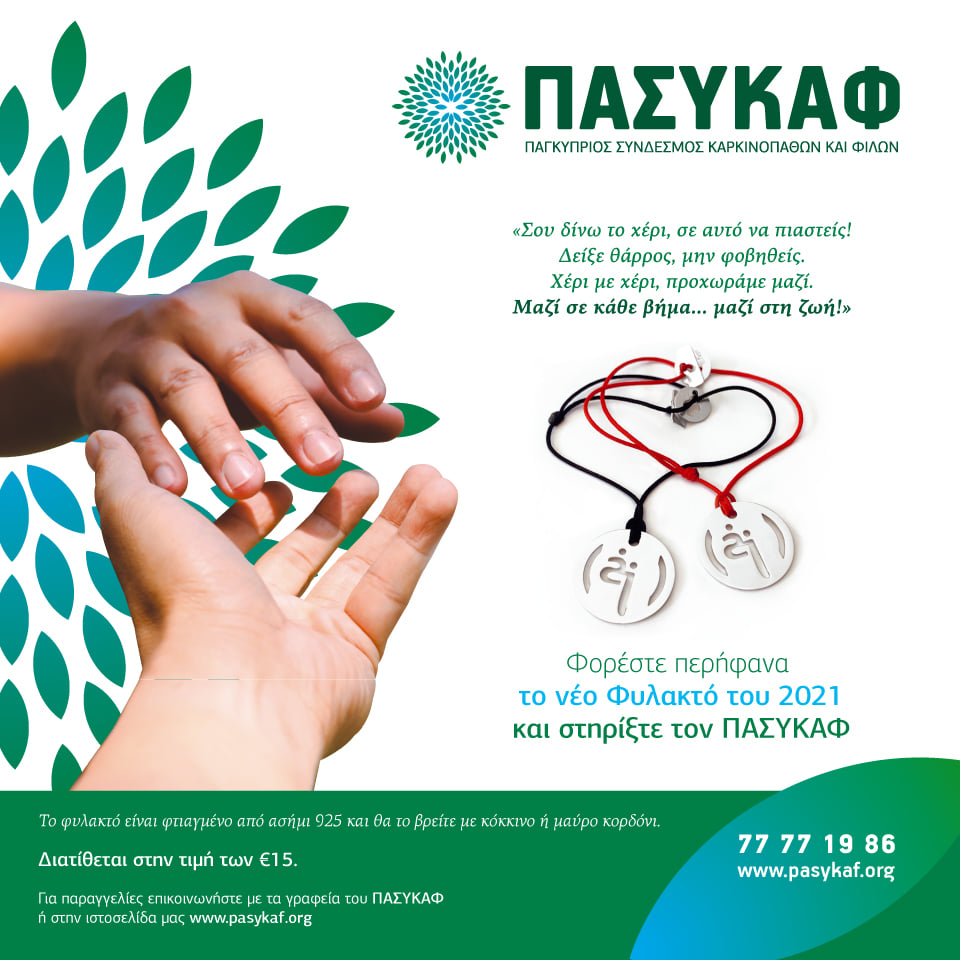 ΠΑΣΥΚΑΦ
ΠΑΓΚΥΠΡΙΟΣ ΣΥΝΔΕΣΜΟΣ ΚΑΡΚΙΝΟΠΑΘΩΝ ΚΑΙ ΦΙΛΩΝ
«Σου δίνω το χέρι, σε αυτό να πιαστείς!
Δείξε θάρρος, μην φοβηθείς.
Χέρι με χέρι, προχωράμε μαζί.
Μαζί σε κάθε βήμα... μαζί στη ζωή!»
Φορέστε περήφανα
το νέο Φυλακτό του 2021
και στηρίξτε τον ΠΑΣΥΚΑΦ
Το φυλακτό είναι φτιαγμένο από ασήμι 925 και θα το βρείτε με κόκκινο ή μαύρο κορδόνι.
Διατίθεται στην τιμή των €15.
Για παραγγελίες επικοινωνήστε με τα γραφεία του ΠΑΣΥΚΑΦ
ή στην ιστοσελίδα μας www.pasykaf.org
77 77 19 86
www.pasykaf.org